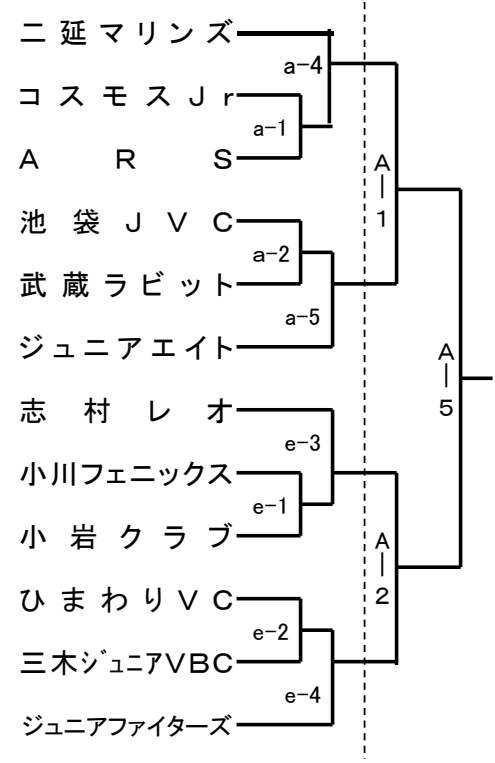 二延マリンズ
a-4
コスモスJr
a-1
ARS
A-1
池袋JVC
a-2
武蔵ラビット
a-5
ジュニアエイト
A-5
志村レオ
e-3
小川フェニックス
e-1
小岩クラブ
A-2
ひまわりVC
e-2
三木ジュニアVBC
e-4
ジュニアファイターズ